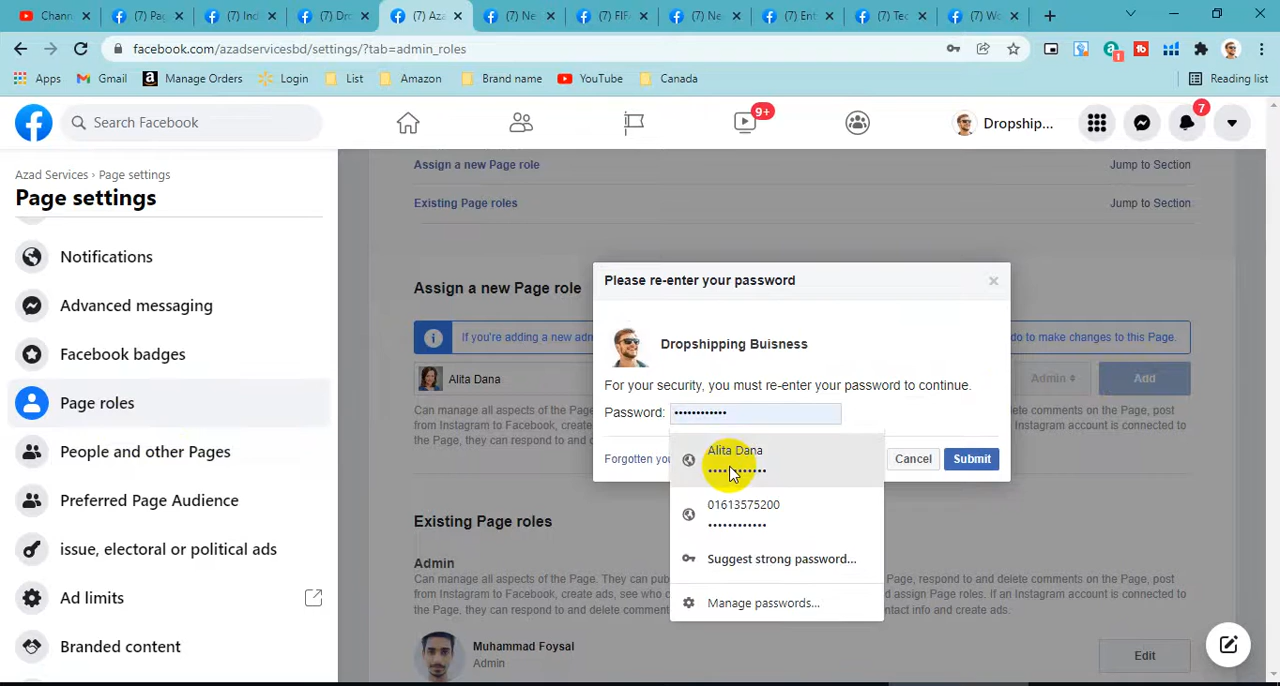 Chann
(7) Pa
(7) Ind
(7) Dro
(7) Aza
(7) Ne
(7) FIF
(7) Ne
(7) Ent
(7) Tec
(7) Wo
facebook.com/azadservicesbd/settings/?tab=admin_roles
1
Apps
Gmail
Manage Orders
Login
List
Amazon
Brand name
YouTube
Canada
Reading list
Search Facebook
9+
Dropship...
7
Azad Services › Page settings
Page settings
Notifications
Advanced messaging
Facebook badges
Page roles
People and other Pages
Preferred Page Audience
issue, electoral or political ads
Ad limits
Branded content
Assign a new Page role
Jump to Section
Existing Page roles
Jump to Section
Assign a new Page role
If you're adding a new adm
do to make changes to this Page.
Alita Dana
Admin
Add
Can manage all aspects of the Page.
delete comments on the Page, post
from Instagram to Facebook, create ads
Instagram account is connected to
the Page, they can respond to and
Existing Page roles
Admin
Can manage all aspects of the Page. They can pub
Page, respond to and delete comments on the Page, post
from Instagram to Facebook, create ads, see who c
assign Page roles. If an Instagram account is connected to
the Page, they can respond to and delete comment
tact info and create ads.
Muhammad Foysal
Admin
Edit
Please re-enter your password
Dropshipping Buisness
For your security, you must re-enter your password to continue.
Password: ••••••••••••
Forgotten you
Cancel
Submit
Alita Dana
••••••••••••
01613575200
••••••••••••
Suggest strong password...
Manage passwords...